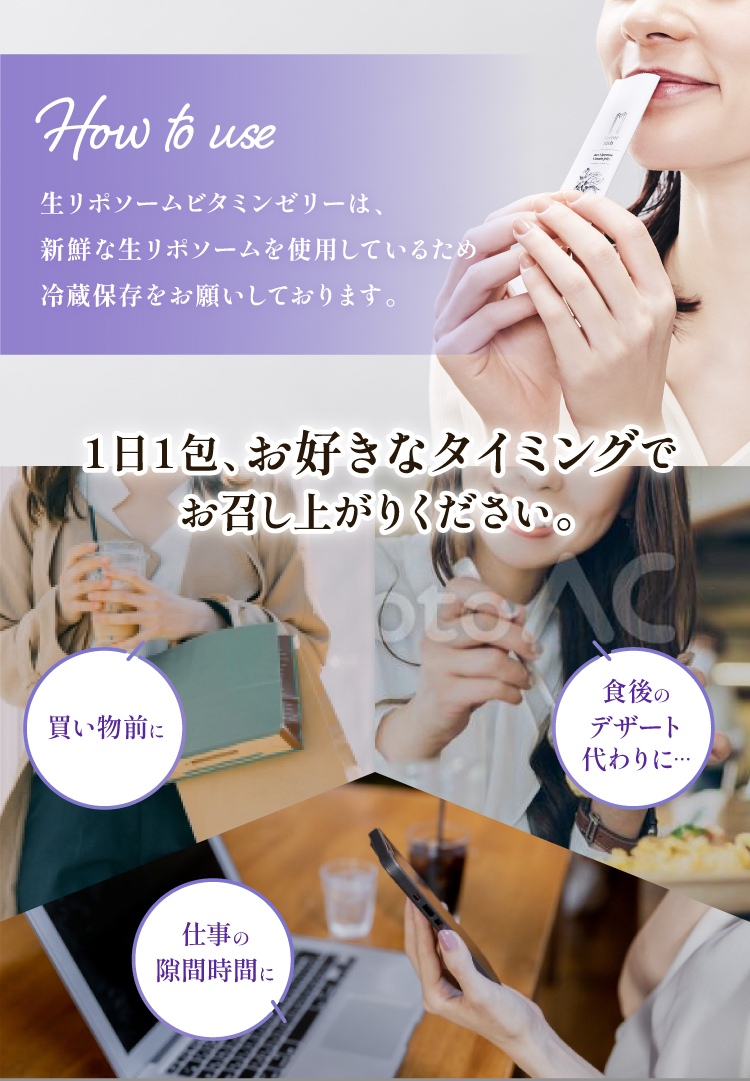 How to use
生リポソームビタミンゼリーは、
新鮮な生リポソームを使用しているため
冷蔵保存をお願いしております。
1日1包、お好きなタイミングで
お召し上がりください。
買い物前に
食後の
デザート
代わりに…
仕事の
隙間時間に